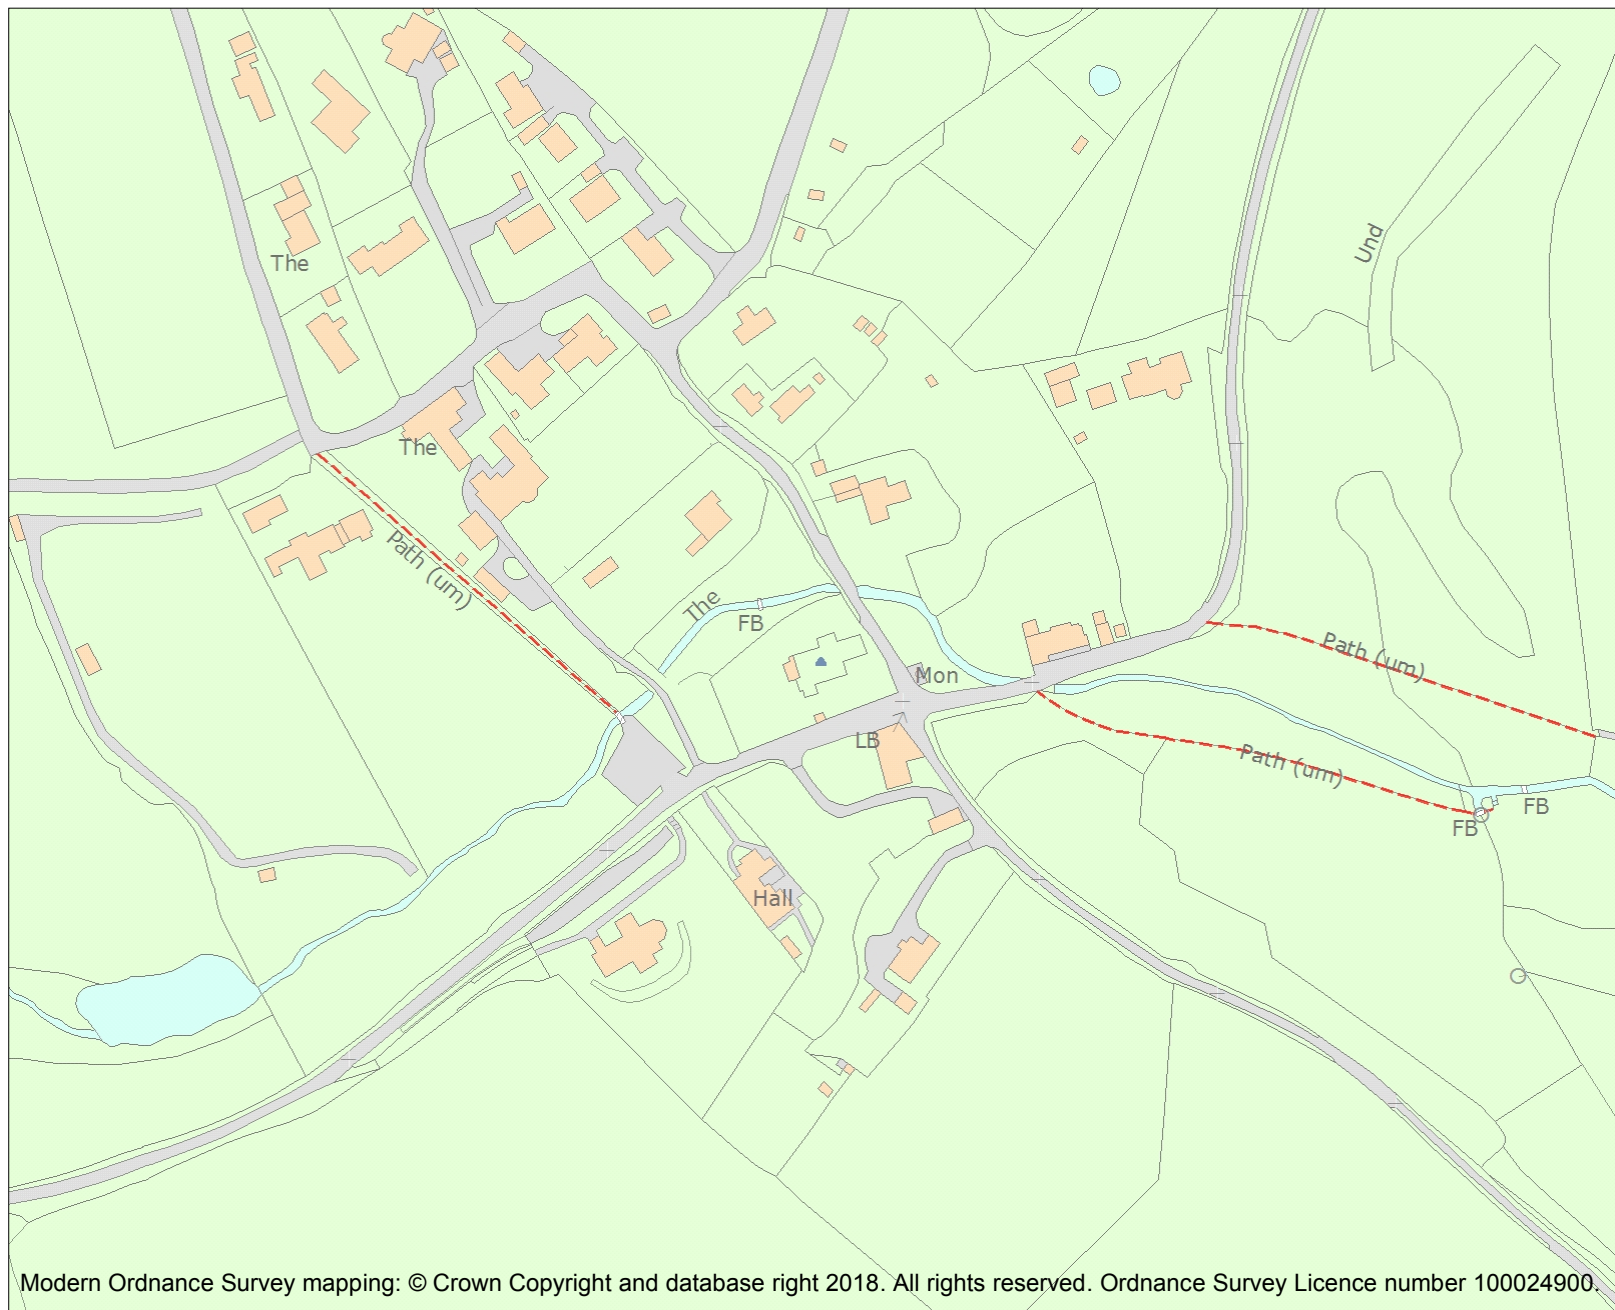 Und
The
The
Path (um)
The
FB
Path (um)
Mon
LB
Path (um)
FB
FB
Hall
Modern Ordnance Survey mapping: © Crown Copyright and database right 2018. All rights reserved. Ordnance Survey Licence number 100024900.